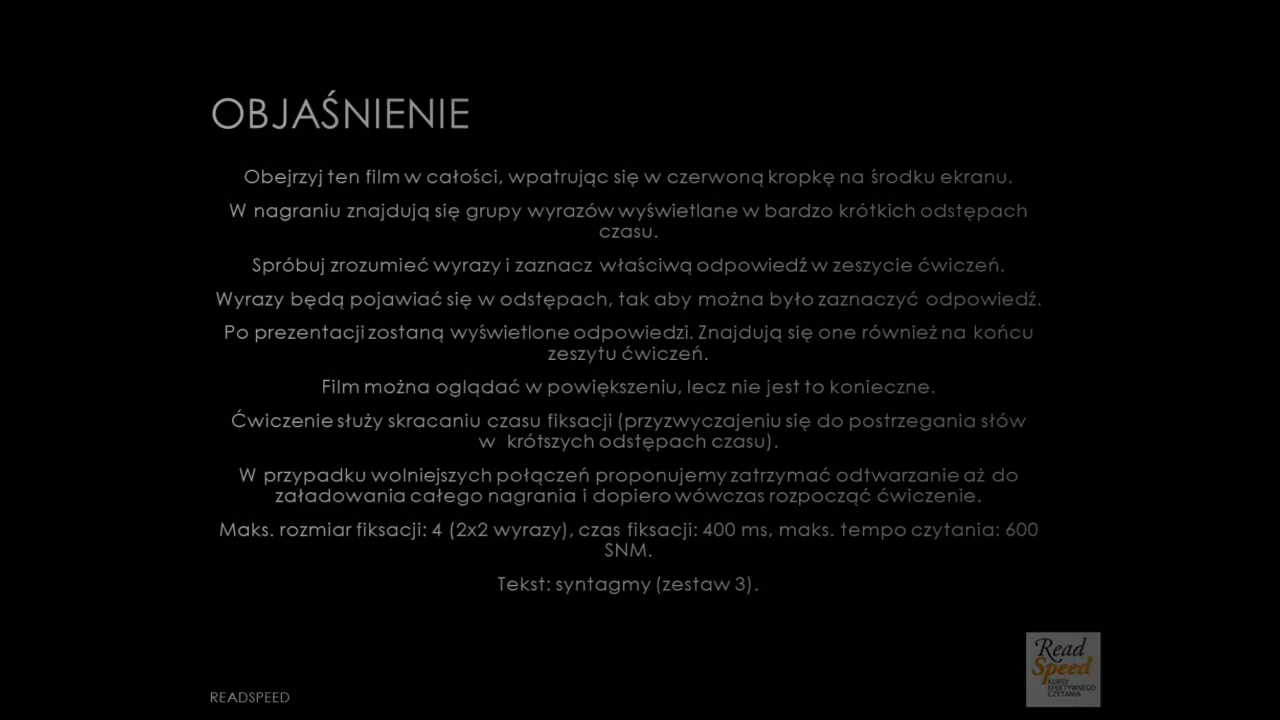 OBJAŚNIENIE
Obejrzyj ten film w całości, wpatrując się w czerwoną kropkę na środku ekranu.
W nagraniu znajdują się grupy wyrazów wyświetlane w bardzo krótkich odstępach
czasu.
Spróbuj zrozumieć wyrazy i zaznacz właściwą odpowiedź w zeszycie ćwiczeń.
Wyrazy będą pojawiać się w odstępach, tak aby można było zaznaczyć odpowiedź.
Po prezentacji zostaną wyświetlone odpowiedzi. Znajdują się one również na końcu
zeszytu ćwiczeń.
Film można oglądać w powiększeniu, lecz nie jest to konieczne.
Ćwiczenie służy skracaniu czasu fiksacji (przyzwyczajeniu się do postrzegania słów
w krótszych odstępach czasu).
W przypadku wolniejszych połączeń proponujemy zatrzymać odtwarzanie aż do
załadowania całego nagrania i dopiero wówczas rozpocząć ćwiczenie.
Maks. rozmiar fiksacji: 4 (2x2 wyrazy), czas fiksacji: 400 ms, maks. tempo czytania: 600
SNM.
Tekst: syntagmy (zestaw 3).
Read
Speed
KURSY
EFEKTYWNEGO
CZYTANIA
READSPEED